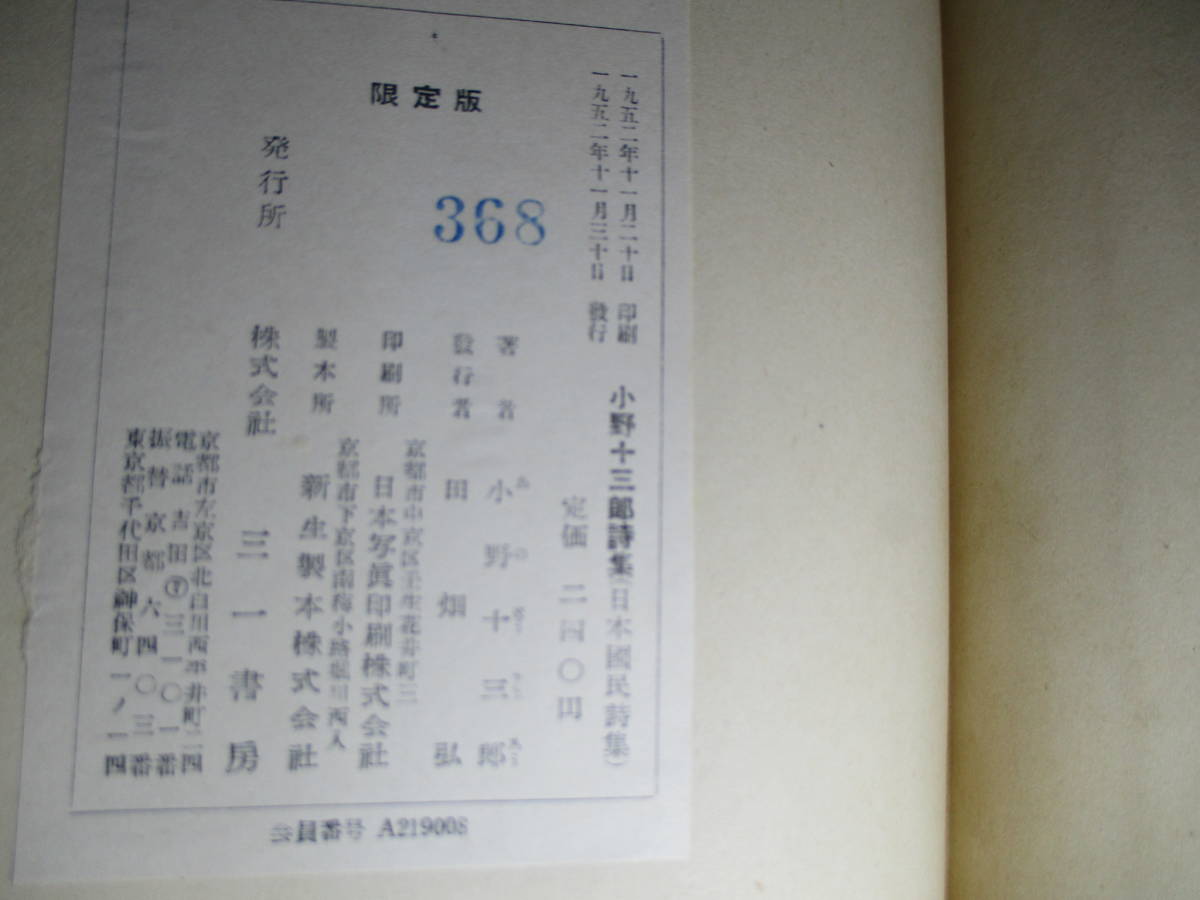 一九五二年十一月二十日　印刷
一九五二年十一月三十日　發行
小野十三郎詩集（日本國民詩集）
定価　二四〇円
限定版
368
著者　小野十三郎
發行者　田畑弘
京都市中京区壬生花井町三
印刷所　日本写眞印刷株式会社
京都市下京区南梅小路堀川西入
製本所　新生製本株式会社
発行所　株式会社　三一書房
京都市左京区北白川西平井町二四
電話吉田⑦三一〇一番
振替京都六四〇三番
東京都千代田区神保町一ノ一四
会員番号 A219008